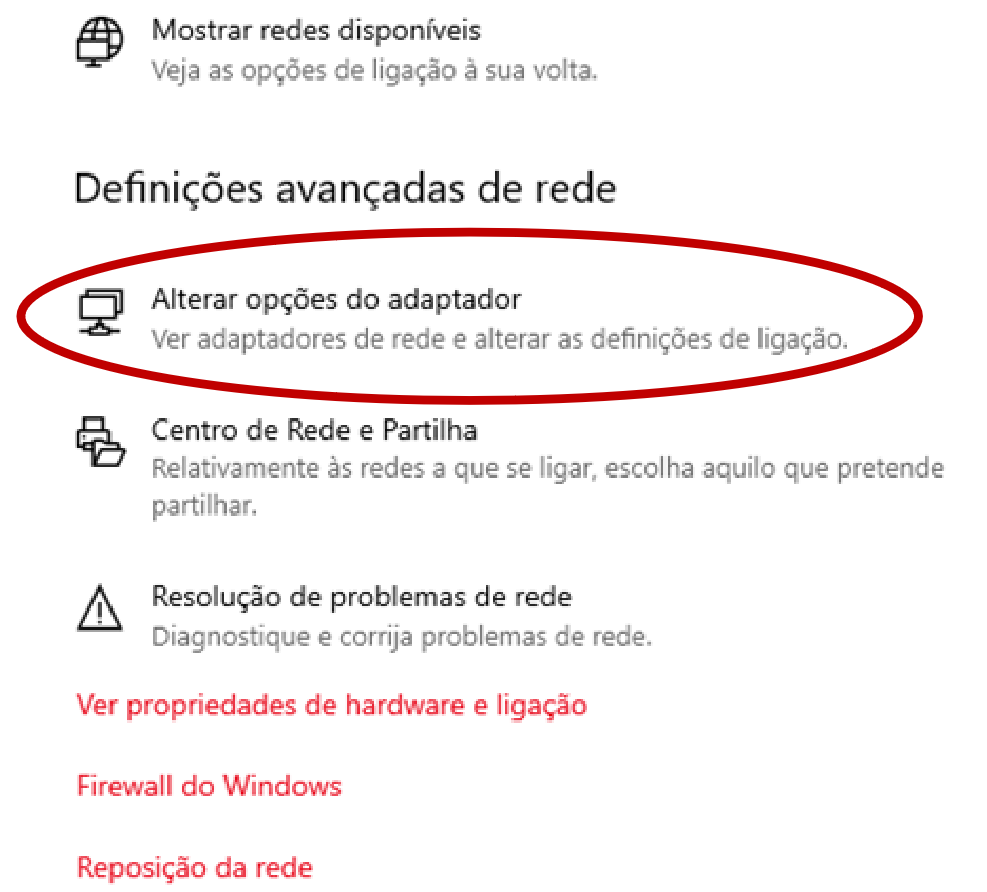 Mostrar redes disponíveis
Veja as opções de ligação à sua volta.
Definições avançadas de rede
Alterar opções do adaptador
Ver adaptadores de rede e alterar as definições de ligação.
Centro de Rede e Partilha
Relativamente às redes a que se ligar, escolha aquilo que pretende
partilhar.
Resolução de problemas de rede
Diagnostique e corrija problemas de rede.
Ver propriedades de hardware e ligação
Firewall do Windows
Reposição da rede